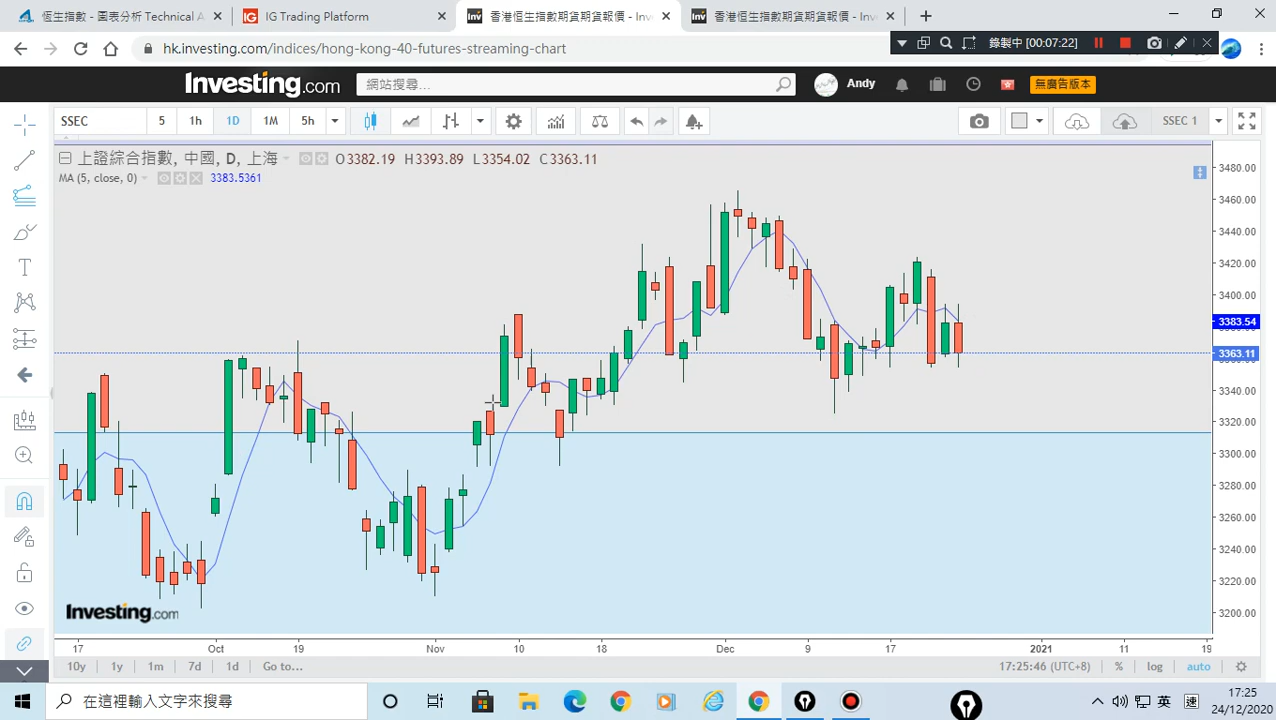 恆生指數 - 圖表分析 Technical A
IG Trading Platform
香港恒生指數期貨期貨報價 - Inv
香港恒生指數期貨期貨報價 - Inv
hk.investing.com/indices/hong-kong-40-futures-streaming-chart
錄製中 [00:07:22]
Investing.com
網站搜尋...
Andy
無廣告版本
SSEC
5
1h
1D
1M
5h
SSEC 1
上證綜合指數, 中國, D, 上海
O3382.19 H3393.89 L3354.02 C3363.11
MA (5, close, 0)
3383.5361
3480.00
3460.00
3440.00
3420.00
3400.00
3383.54
3363.11
3340.00
3320.00
3300.00
3280.00
3260.00
3240.00
3220.00
3200.00
Investing.com
17
Oct
19
Nov
10
18
Dec
9
17
2021
11
19
10y
1y
1m
7d
1d
Go to...
17:25:46 (UTC+8)
%
log
auto
在這裡輸入文字來搜尋
英
17:25
24/12/2020